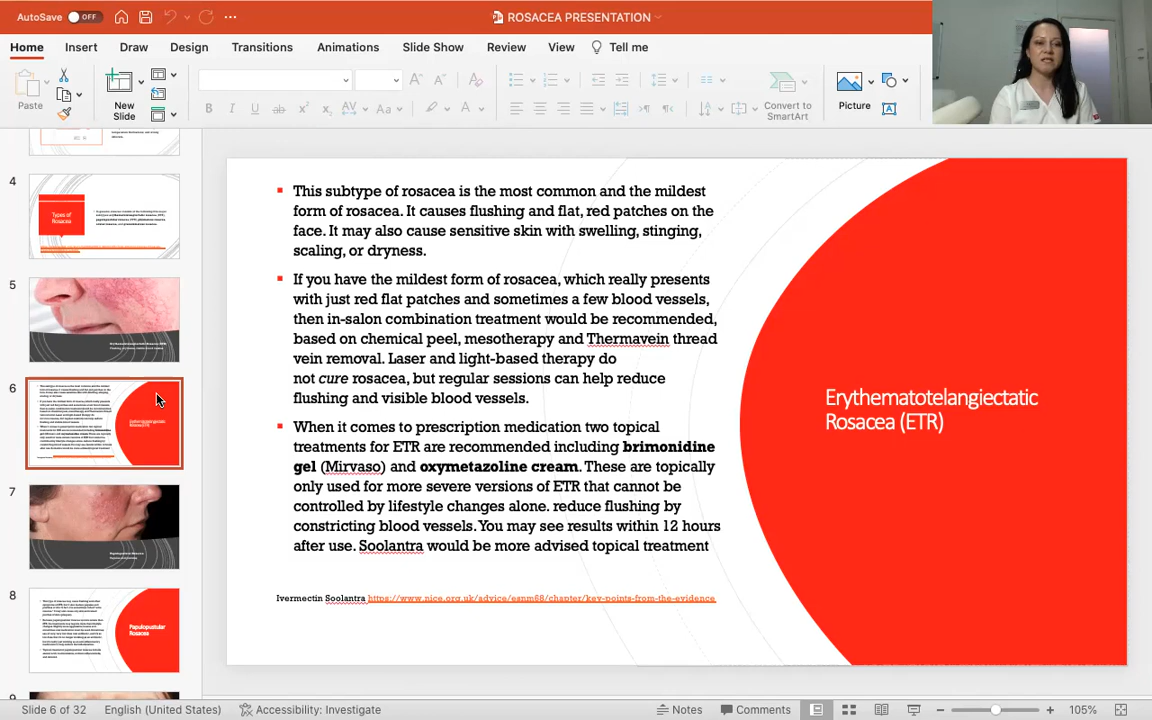 AutoSave OFF ROSACEA PRESENTATION
Home Insert Draw Design Transitions Animations Slide Show Review View Tell me
Paste New Slide B I U ab x² x₂ AV Aa A Convert to SmartArt Picture
4
Types of Rosacea
5
6
7
8
Papulopustular Rosacea
9
This subtype of rosacea is the most common and the mildest
form of rosacea. It causes flushing and flat, red patches on the
face. It may also cause sensitive skin with swelling, stinging,
scaling, or dryness.
If you have the mildest form of rosacea, which really presents
with just red flat patches and sometimes a few blood vessels,
then in-salon combination treatment would be recommended,
based on chemical peel, mesotherapy and Thermavein thread
vein removal. Laser and light-based therapy do
not cure rosacea, but regular sessions can help reduce
flushing and visible blood vessels.
When it comes to prescription medication two topical
treatments for ETR are recommended including brimonidine
gel (Mirvaso) and oxymetazoline cream. These are topically
only used for more severe versions of ETR that cannot be
controlled by lifestyle changes alone. reduce flushing by
constricting blood vessels. You may see results within 12 hours
after use. Soolantra would be more advised topical treatment
Ivermectin Soolantra https://www.nice.org.uk/advice/esnm68/chapter/key-points-from-the-evidence
Erythematotelangiectatic
Rosacea (ETR)
Slide 6 of 32 English (United Kingdom) Accessibility: Investigate Notes Comments 105%